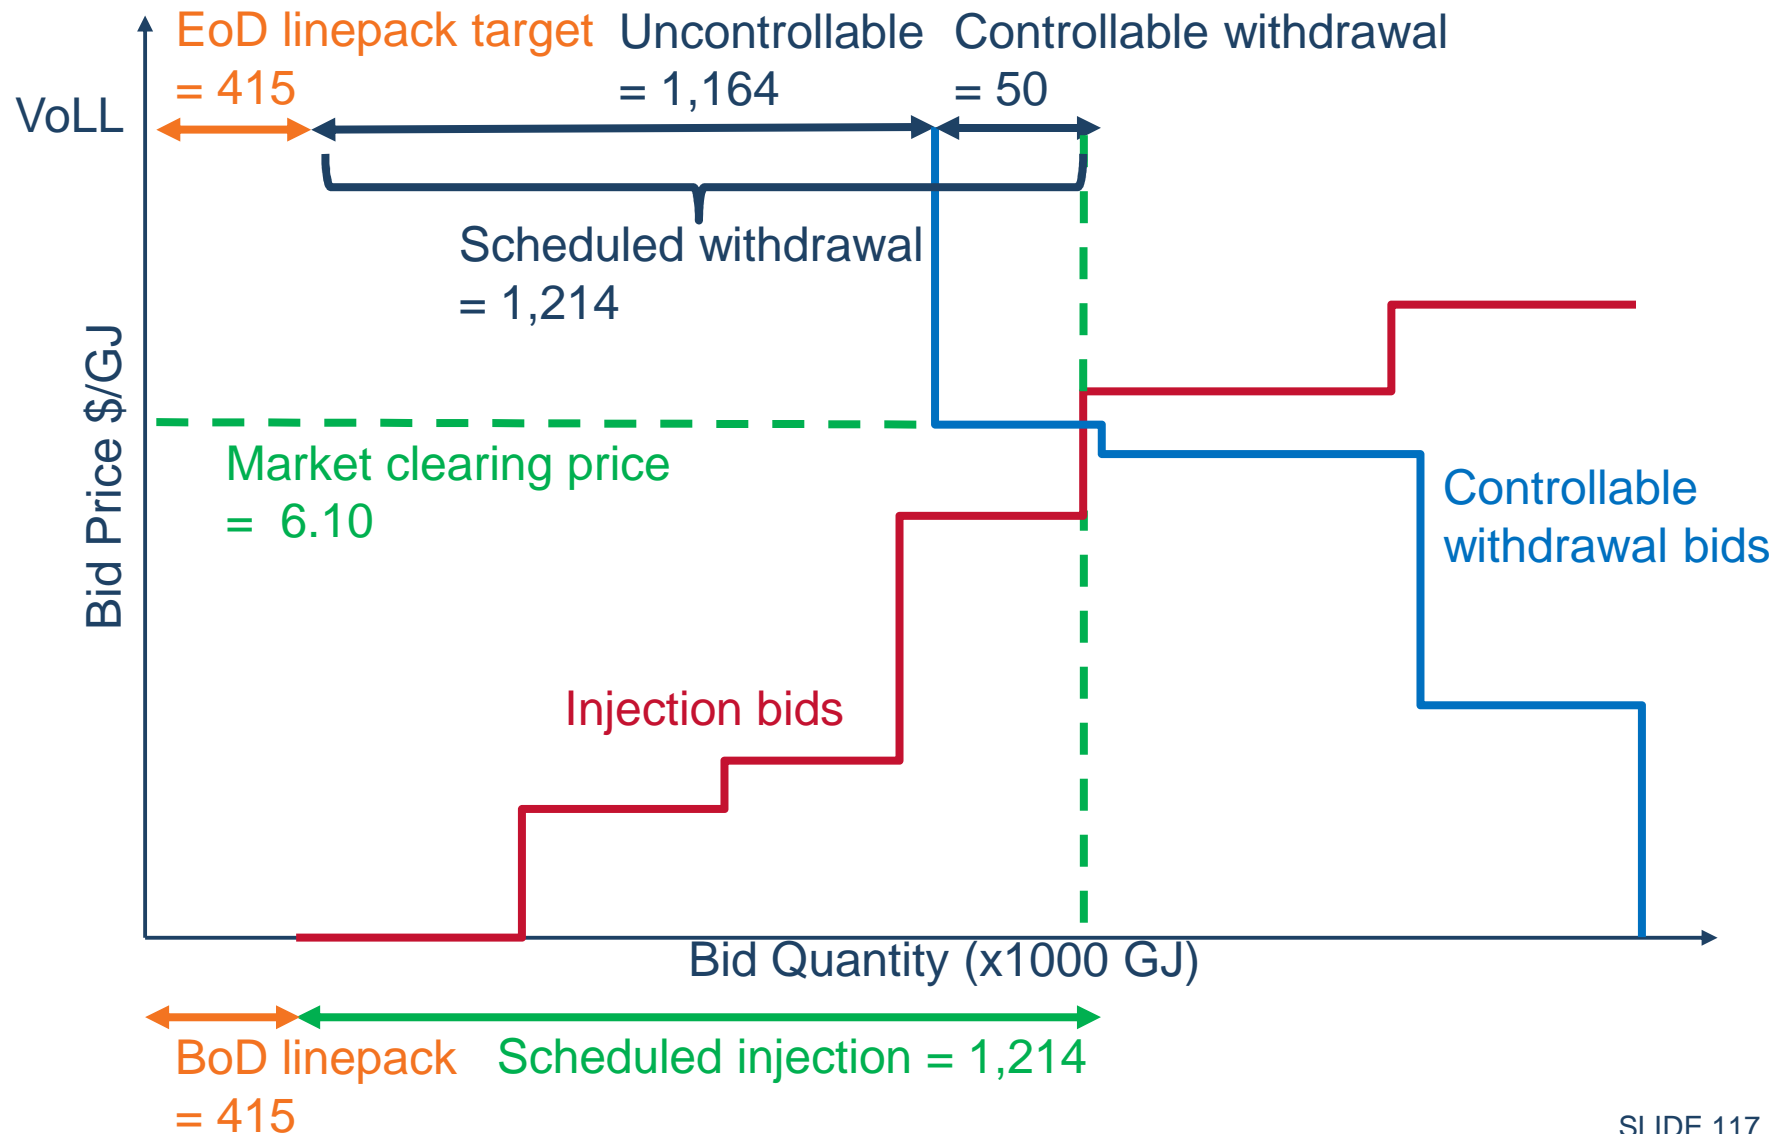 EoD linepack target
= 415
Uncontrollable
= 1,164
Controllable withdrawal
= 50
VoLL
Scheduled withdrawal
= 1,214
Bid Price $/GJ
Market clearing price
= 6.10
Controllable
withdrawal bids
Injection bids
Bid Quantity (x1000 GJ)
BoD linepack
= 415
Scheduled injection = 1,214
SLIDE 117